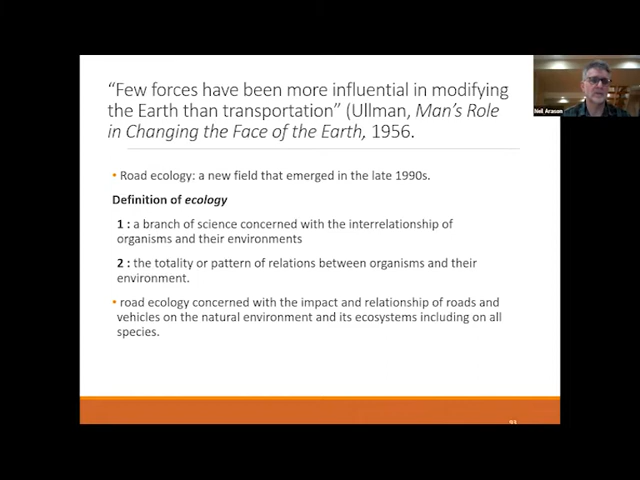 “Few forces have been more influential in modifying
the Earth than transportation” (Ullman, Man’s Role
in Changing the Face of the Earth, 1956.
• Road ecology: a new field that emerged in the late 1990s.
Definition of ecology
1 : a branch of science concerned with the interrelationship of
organisms and their environments
2 : the totality or pattern of relations between organisms and their
environment.
• road ecology concerned with the impact and relationship of roads and
vehicles on the natural environment and its ecosystems including on all
species.
Neil Arason